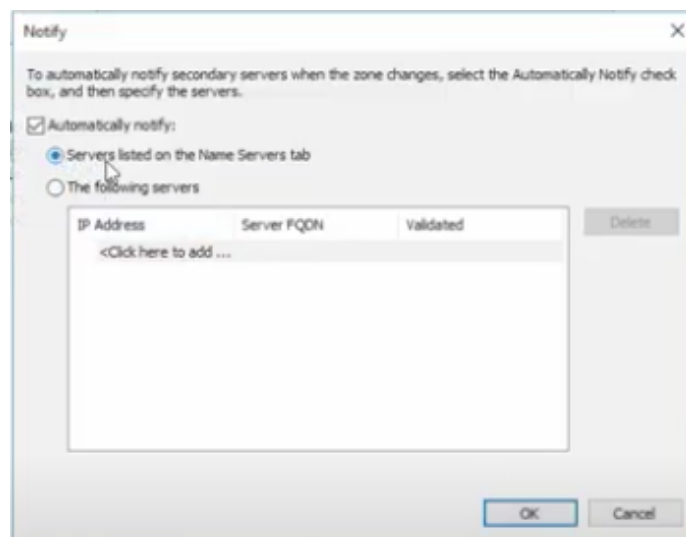 Notify
To automatically notify secondary servers when the zone changes, select the Automatically Notify check
box, and then specify the servers.
Automatically notify:
Servers listed on the Name Servers tab
The following servers
IP Address Server FQDN Validated
Delete
<Click here to add ...
OK Cancel